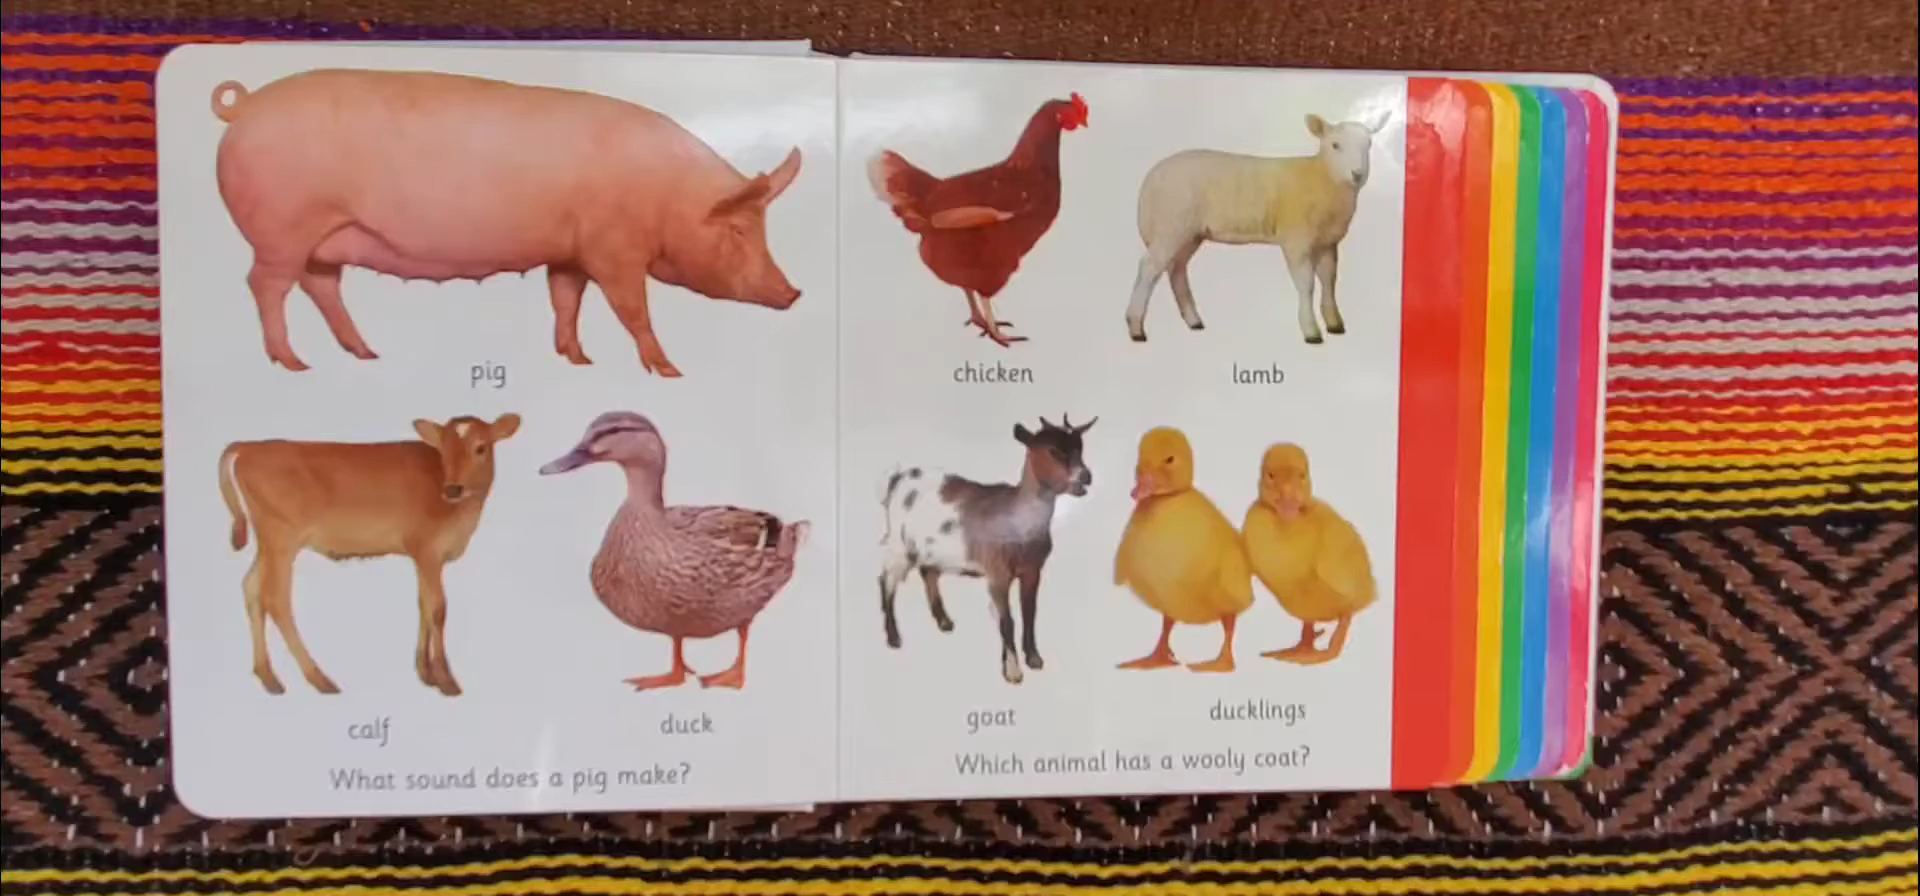 pig
calf
duck
What sound does a pig make?
chicken
lamb
goat
ducklings
Which animal has a wooly coat?